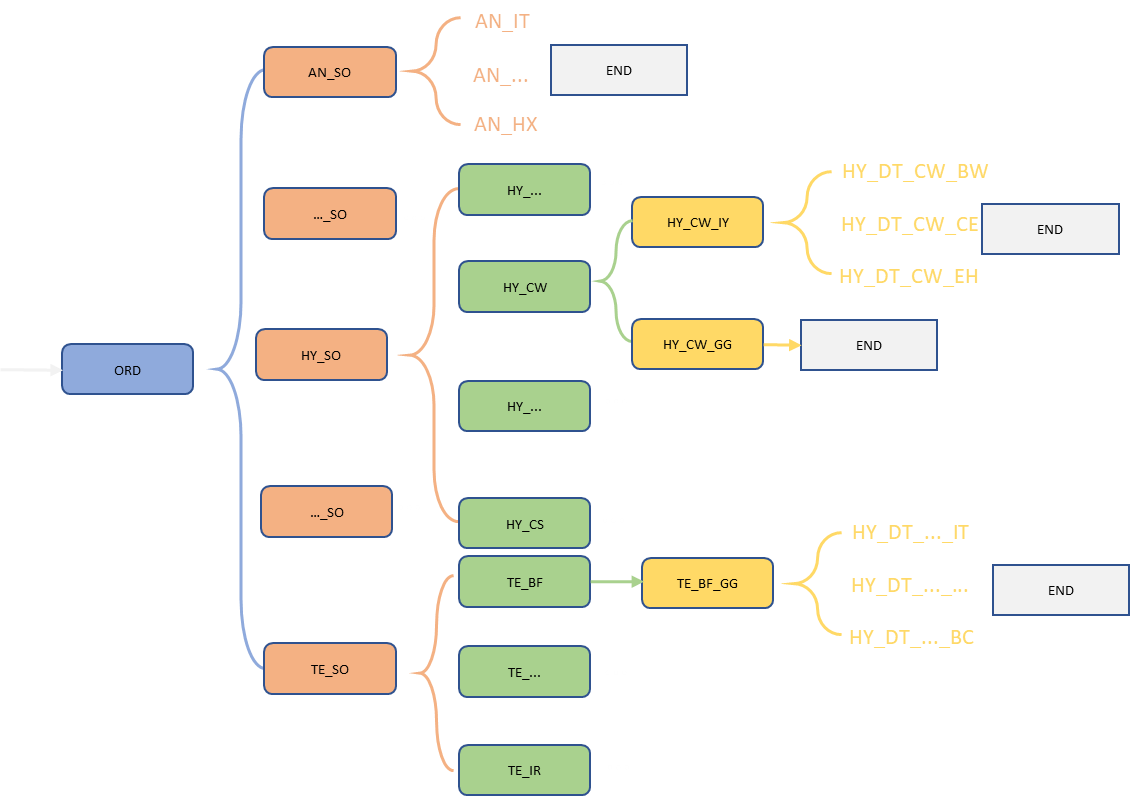 AN_IT
AN_SO
AN_...
END
AN_HX
HY_...
HY_DT_CW_BW
..._SO
HY_CW_IY
HY_DT_CW_CE
END
HY_CW
HY_DT_CW_EH
HY_SO
HY_CW_GG
END
ORD
HY_...
..._SO
HY_CS
HY_DT_..._IT
TE_BF
TE_BF_GG
HY_DT_..._...
END
HY_DT_..._BC
TE_SO
TE_...
TE_IR